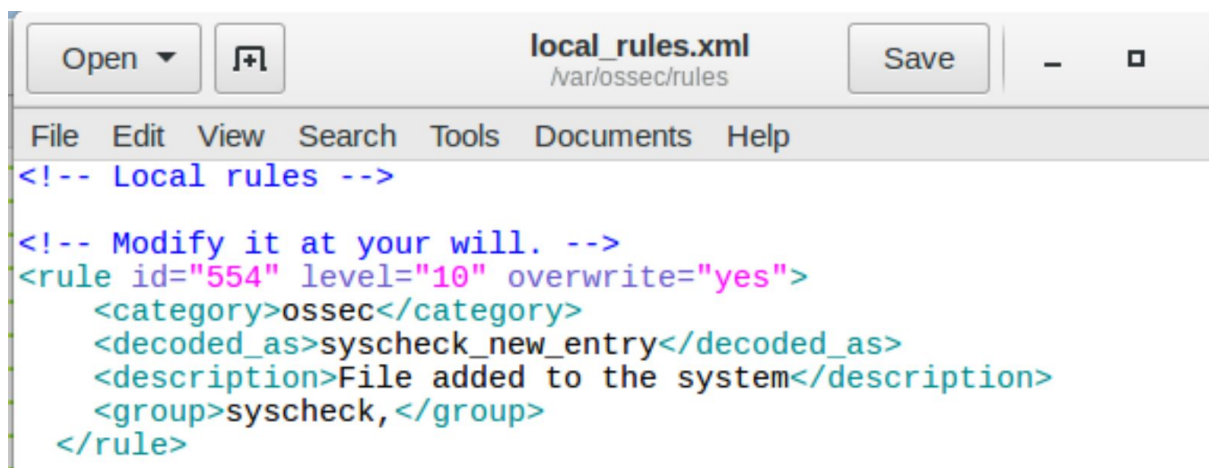 Open
local_rules.xml
/var/ossec/rules
Save
File Edit View Search Tools Documents Help
<!-- Local rules -->
<!-- Modify it at your will. -->
<rule id="554" level="10" overwrite="yes">
<category>ossec</category>
<decoded_as>syscheck_new_entry</decoded_as>
<description>File added to the system</description>
<group>syscheck,</group>
</rule>